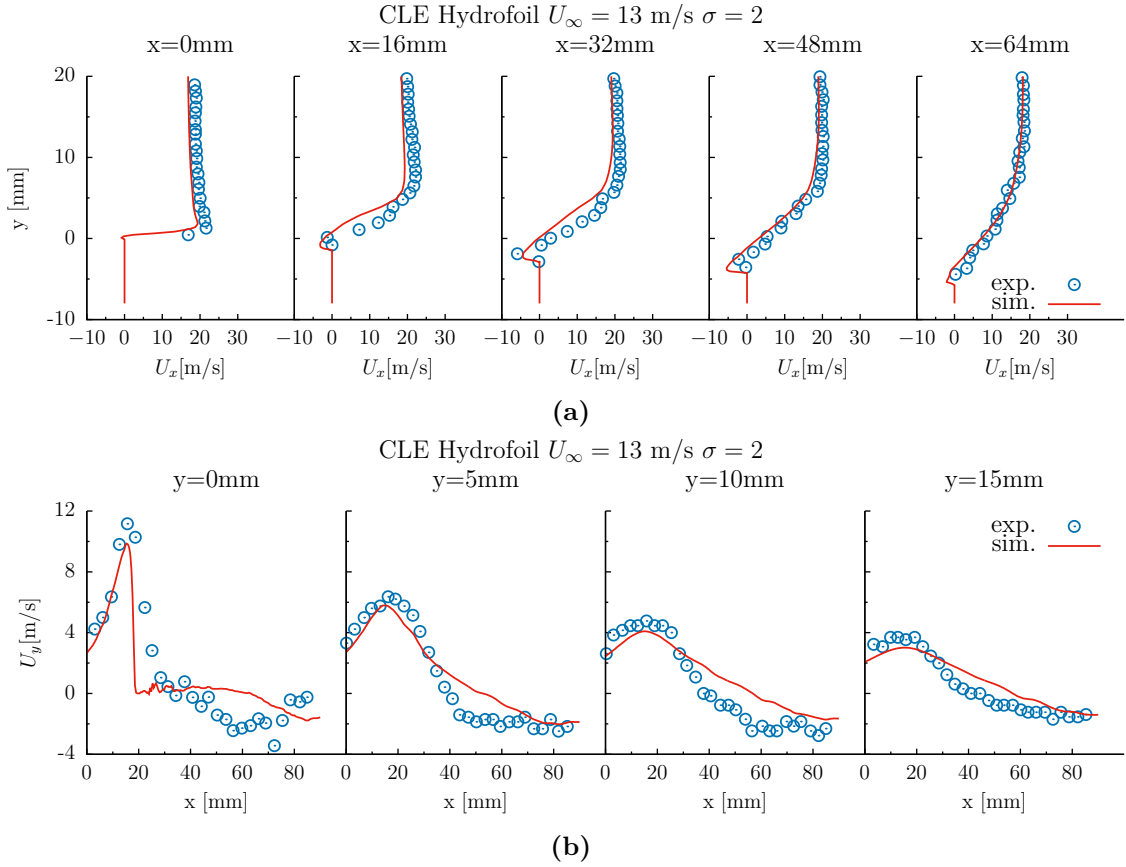 CLE Hydrofoil U∞ = 13 m/s σ = 2
x=0mm x=16mm x=32mm x=48mm x=64mm
20
10
y [mm]
0
exp.
sim.
-10
−10 0 10 20 30 −10 0 10 20 30 −10 0 10 20 30 −10 0 10 20 30 −10 0 10 20 30
Ux[m/s] Ux[m/s] Ux[m/s] Ux[m/s] Ux[m/s]
(a)
CLE Hydrofoil U∞ = 13 m/s σ = 2
y=0mm y=5mm y=10mm y=15mm
12
exp.
sim.
8
4
Uy[m/s]
0
-4
0 20 40 60 80 0 20 40 60 80 0 20 40 60 80 0 20 40 60 80
x [mm] x [mm] x [mm] x [mm]
(b)